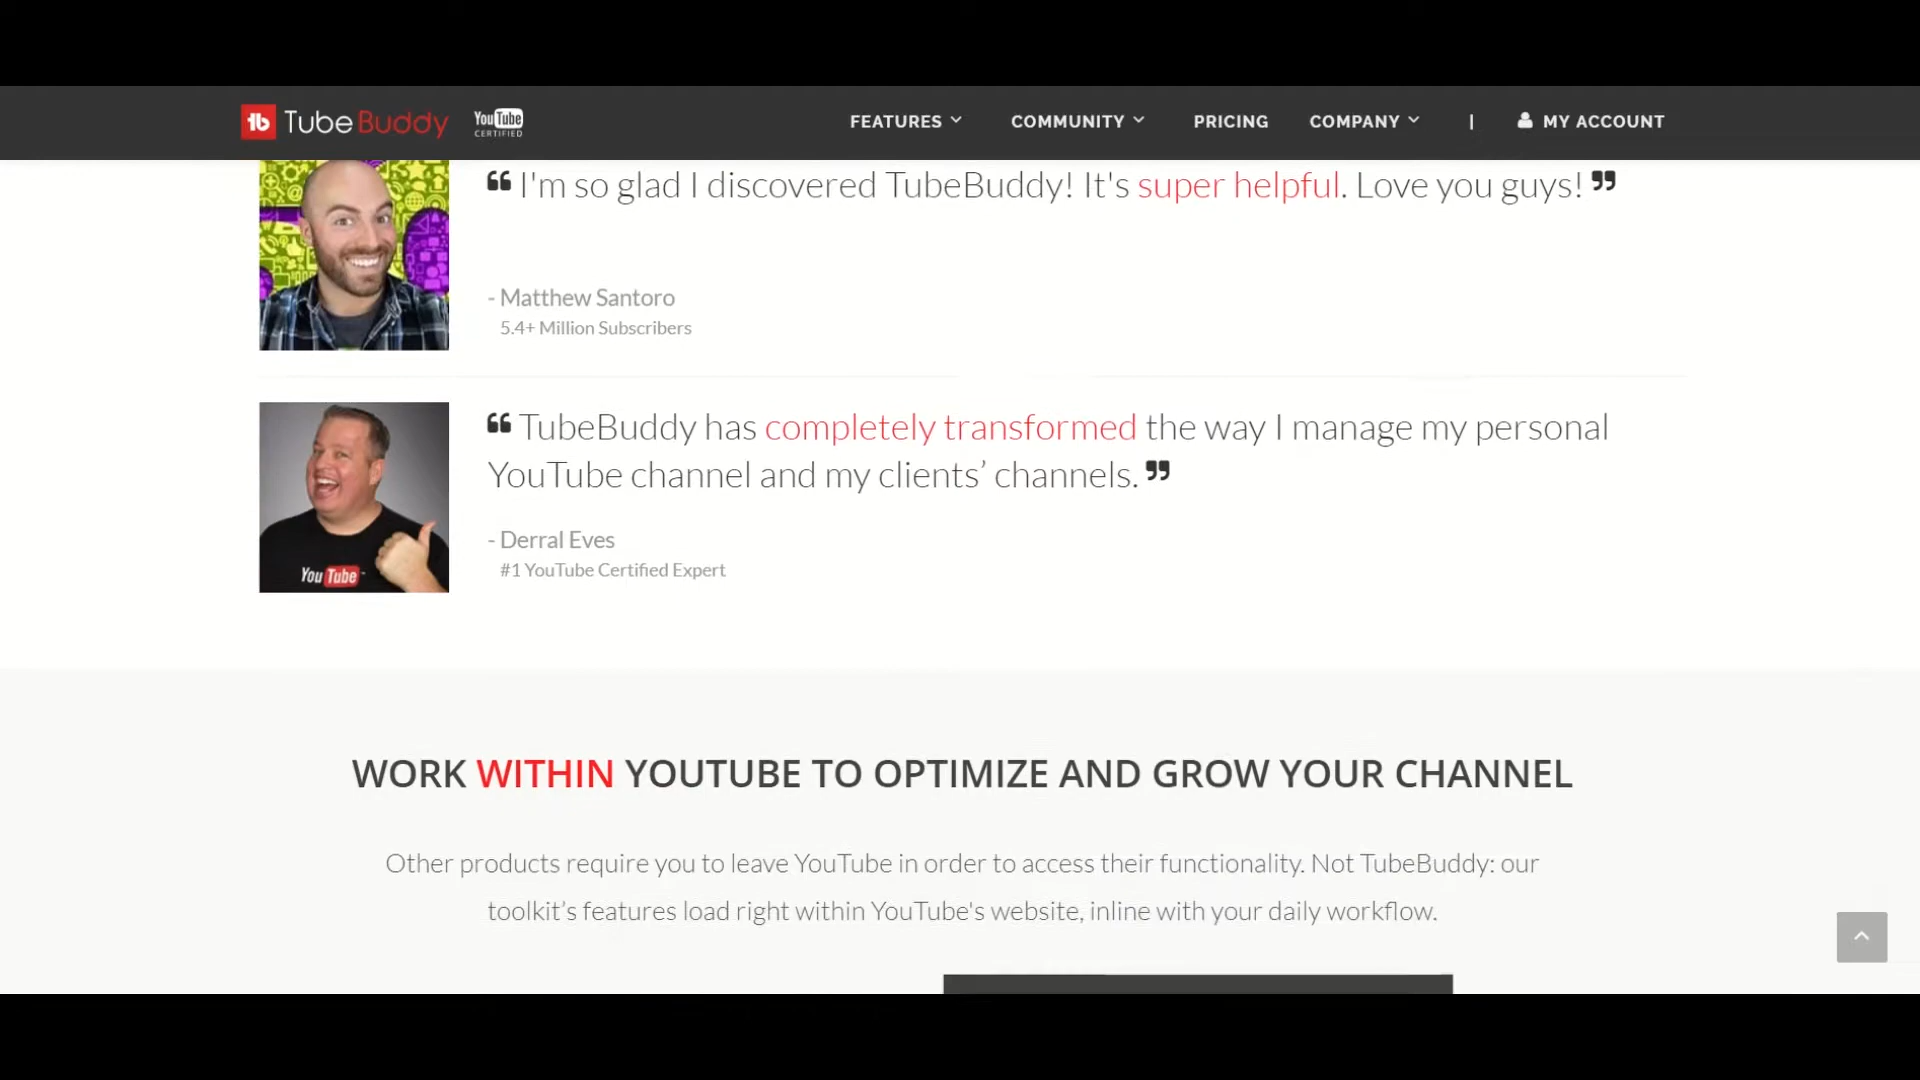 TubeBuddy
YouTube
CERTIFIED
FEATURES
COMMUNITY
PRICING
COMPANY
|
MY ACCOUNT
❝ I'm so glad I discovered TubeBuddy! It's super helpful. Love you guys! ❞
- Matthew Santoro
5.4+ Million Subscribers
❝ TubeBuddy has completely transformed the way I manage my personal
YouTube channel and my clients’ channels. ❞
- Derral Eves
#1 YouTube Certified Expert
YouTube
WORK WITHIN YOUTUBE TO OPTIMIZE AND GROW YOUR CHANNEL
Other products require you to leave YouTube in order to access their functionality. Not TubeBuddy: our
toolkit’s features load right within YouTube's website, inline with your daily workflow.